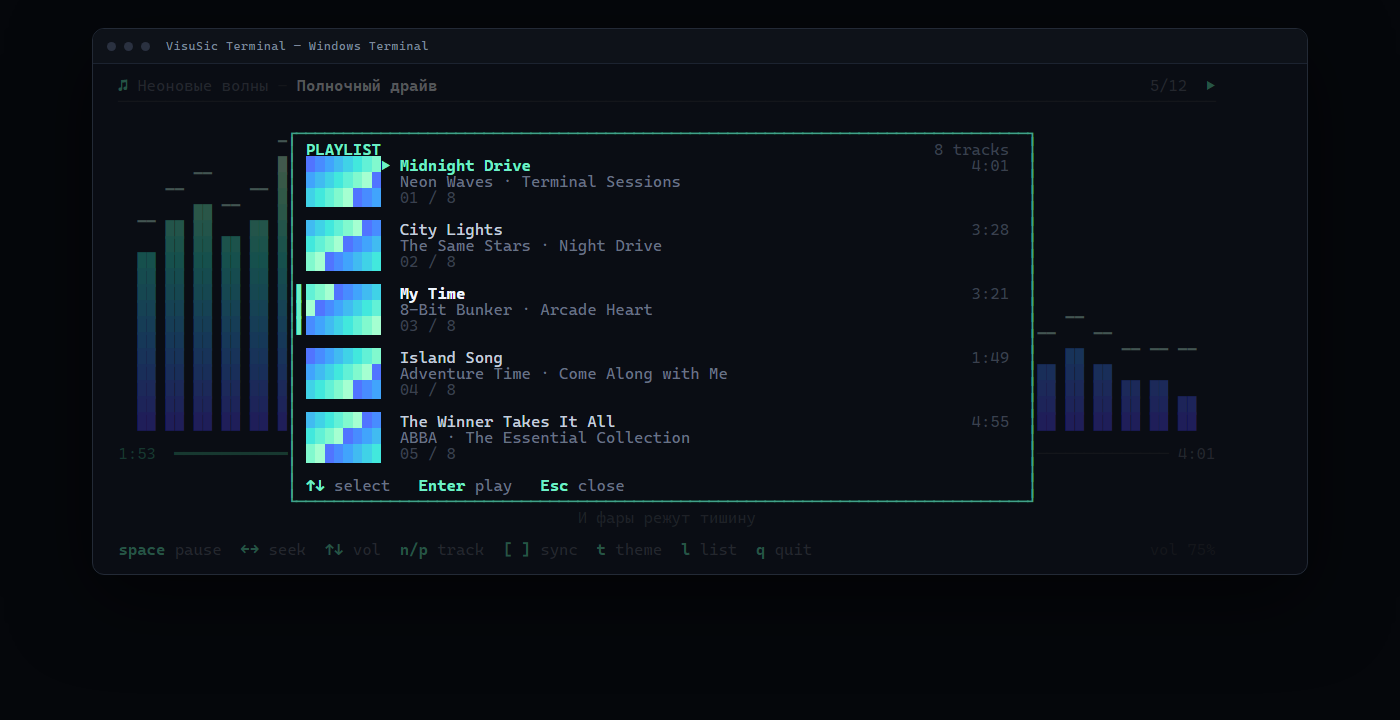 VisuSic Terminal — Windows Terminal
♫ Неоновые волны — Полночный драйв 5/12 ▶
PLAYLIST 8 tracks
▶ Midnight Drive 4:01
Neon Waves · Terminal Sessions
01 / 8
City Lights 3:28
The Same Stars · Night Drive
02 / 8
My Time 3:21
8-Bit Bunker · Arcade Heart
03 / 8
Island Song 1:49
Adventure Time · Come Along with Me
04 / 8
The Winner Takes It All 4:55
ABBA · The Essential Collection
05 / 8
1:53 4:01
↑↓ select Enter play Esc close
И фары режут тишину
space pause ←→ seek ↑↓ vol n/p track [ ] sync t theme l list q quit vol 75%